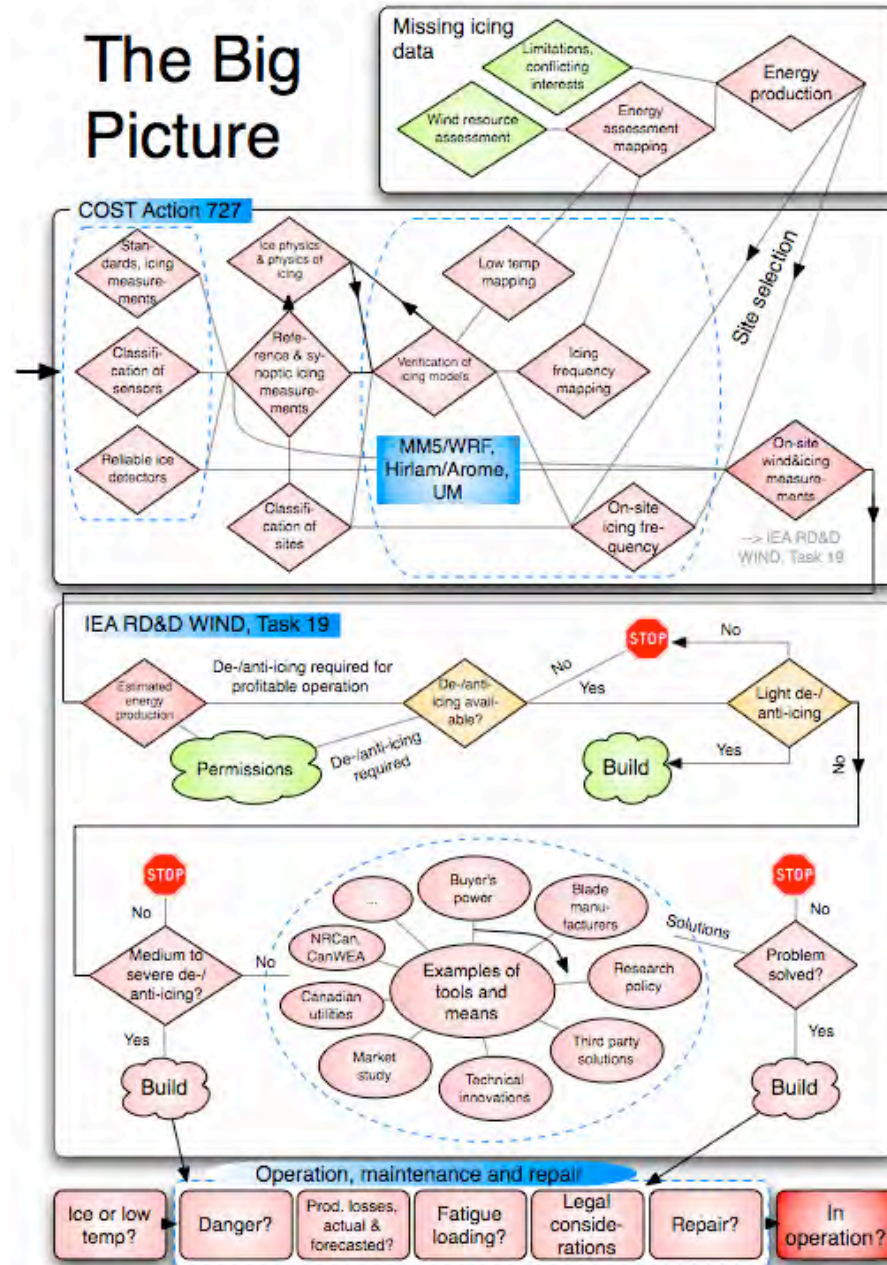 The Big
Picture
Missing icing
data
Limitations,
conflicting
interests
Energy
production
Wind resource
assessment
Energy
assessment
mapping
COST Action 727
Stan-
dards, icing
measure-
ments
Ice physics
& physics of
icing
Low temp
mapping
Site selection
Classifi-
cation of
sensors
Refe-
rence & sy-
noptic icing
measure-
ments
Verification of
icing models
Icing
frequency
mapping
Reliable ice
detectors
MM5/WRF,
Hirlam/Arome,
UM
On-site
wind&icing
measure-
ments
Classifi-
cation of
sites
On-site
icing fre-
quency
--> IEA RD&D
WIND, Task 19
IEA RD&D WIND, Task 19
STOP
No
De-/anti-icing required for
profitable operation
No
Yes
Estimated
energy
production
De-/anti-
icing avail-
able?
Light de-/
anti-icing
Permissions
De-/anti-icing
required
Build
Yes
No
STOP
No
Medium to
severe de-/
anti-icing?
No
Yes
Build
...
Buyer's
power
Blade
manu-
facturers
NRCan,
CanWEA
Examples of
tools and
means
Research
policy
Canadian
utilities
Third party
solutions
Market
study
Technical
innovations
Solutions
STOP
No
Problem
solved?
Yes
Build
Operation, maintenance and repair
Ice or low
temp?
Danger?
Prod. losses,
actual &
forecasted?
Fatigue
loading?
Legal
conside-
rations
Repair?
In
operation?